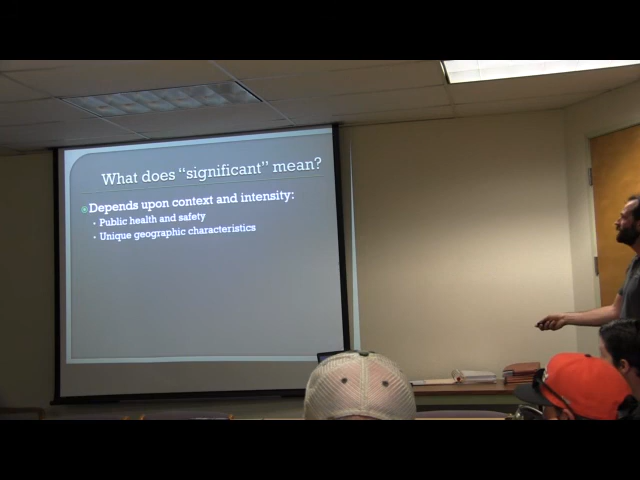 What does “significant” mean?
Depends upon context and intensity:
• Public health and safety
• Unique geographic characteristics